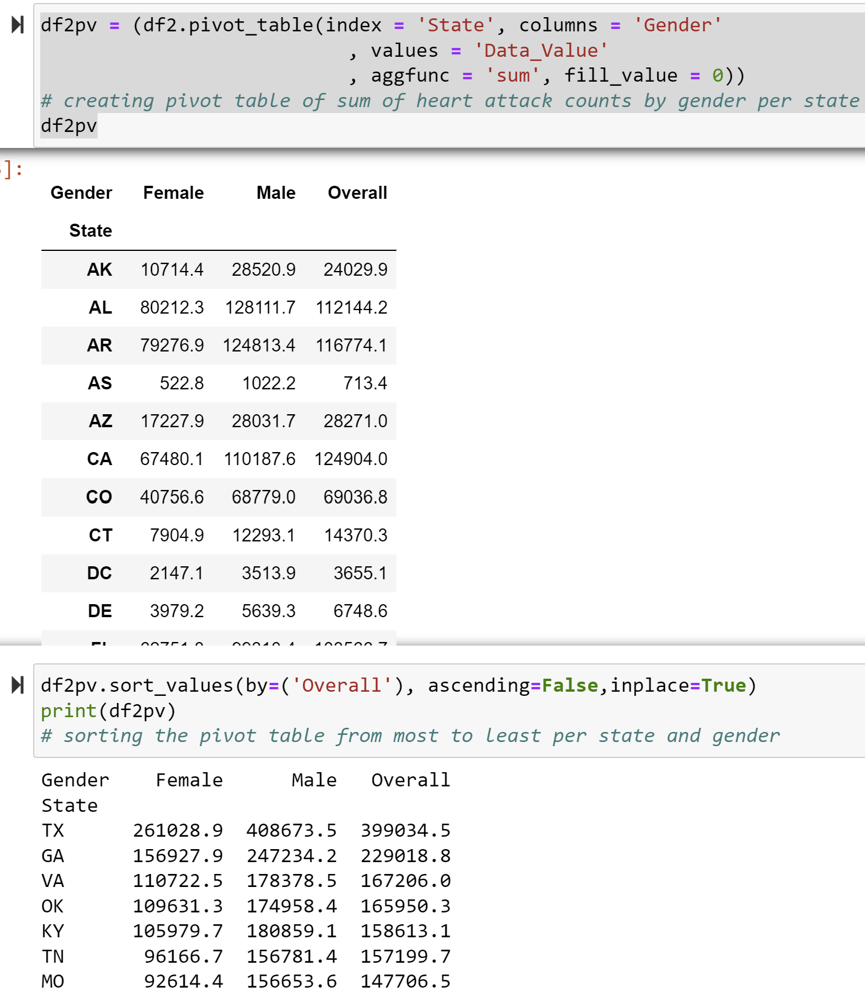 df2pv = (df2.pivot_table(index = 'State', columns = 'Gender'
, values = 'Data_Value'
, aggfunc = 'sum', fill_value = 0))
# creating pivot table of sum of heart attack counts by gender per state
df2pv
]:
Gender Female Male Overall
State
AK 10714.4 28520.9 24029.9
AL 80212.3 128111.7 112144.2
AR 79276.9 124813.4 116774.1
AS 522.8 1022.2 713.4
AZ 17227.9 28031.7 28271.0
CA 67480.1 110187.6 124904.0
CO 40756.6 68779.0 69036.8
CT 7904.9 12293.1 14370.3
DC 2147.1 3513.9 3655.1
DE 3979.2 5639.3 6748.6
df2pv.sort_values(by=('Overall'), ascending=False,inplace=True)
print(df2pv)
# sorting the pivot table from most to least per state and gender
Gender Female Male Overall
State
TX 261028.9 408673.5 399034.5
GA 156927.9 247234.2 229018.8
VA 110722.5 178378.5 167206.0
OK 109631.3 174958.4 165950.3
KY 105979.7 180859.1 158613.1
TN 96166.7 156781.4 157199.7
MO 92614.4 156653.6 147706.5